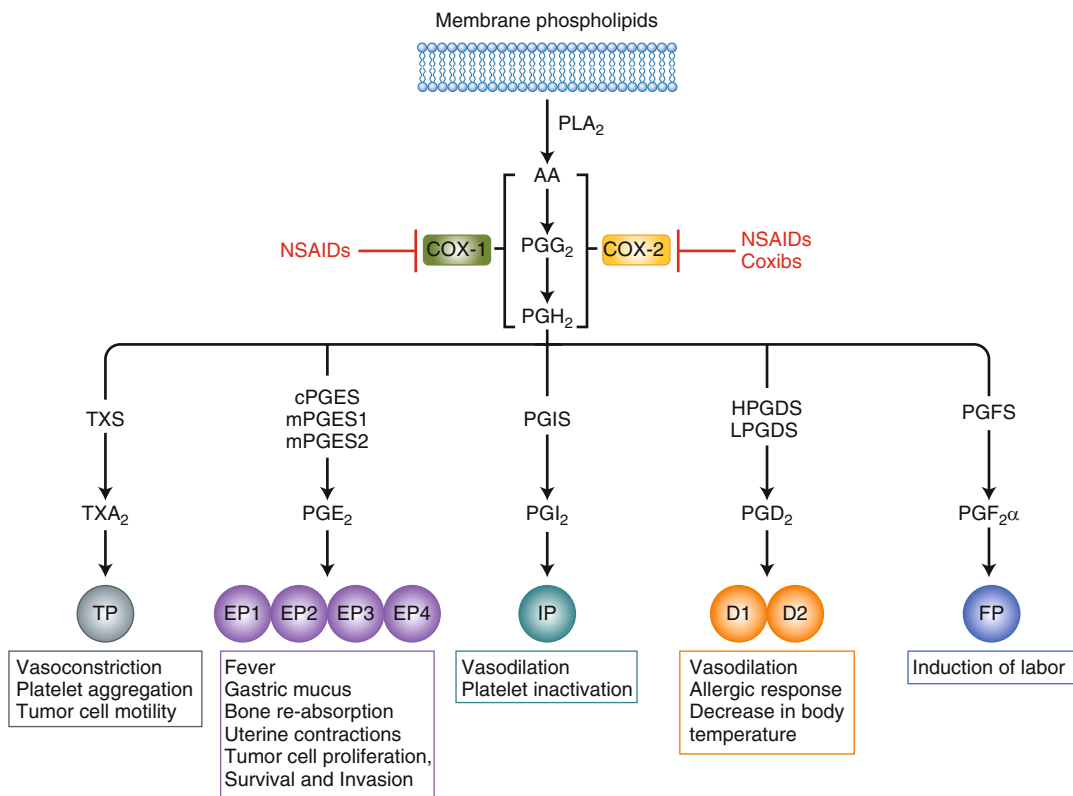 Membrane phospholipids
PLA₂
AA
NSAIDs
COX-1
PGG₂
COX-2
NSAIDs
Coxibs
PGH₂
TXS
cPGES
mPGES1
mPGES2
PGIS
HPGDS
LPGDS
PGFS
TXA₂
PGE₂
PGI₂
PGD₂
PGF₂α
TP
EP1
EP2
EP3
EP4
IP
D1
D2
FP
Vasoconstriction
Platelet aggregation
Tumor cell motility
Fever
Gastric mucus
Bone re-absorption
Uterine contractions
Tumor cell proliferation,
Survival and Invasion
Vasodilation
Platelet inactivation
Vasodilation
Allergic response
Decrease in body
temperature
Induction of labor